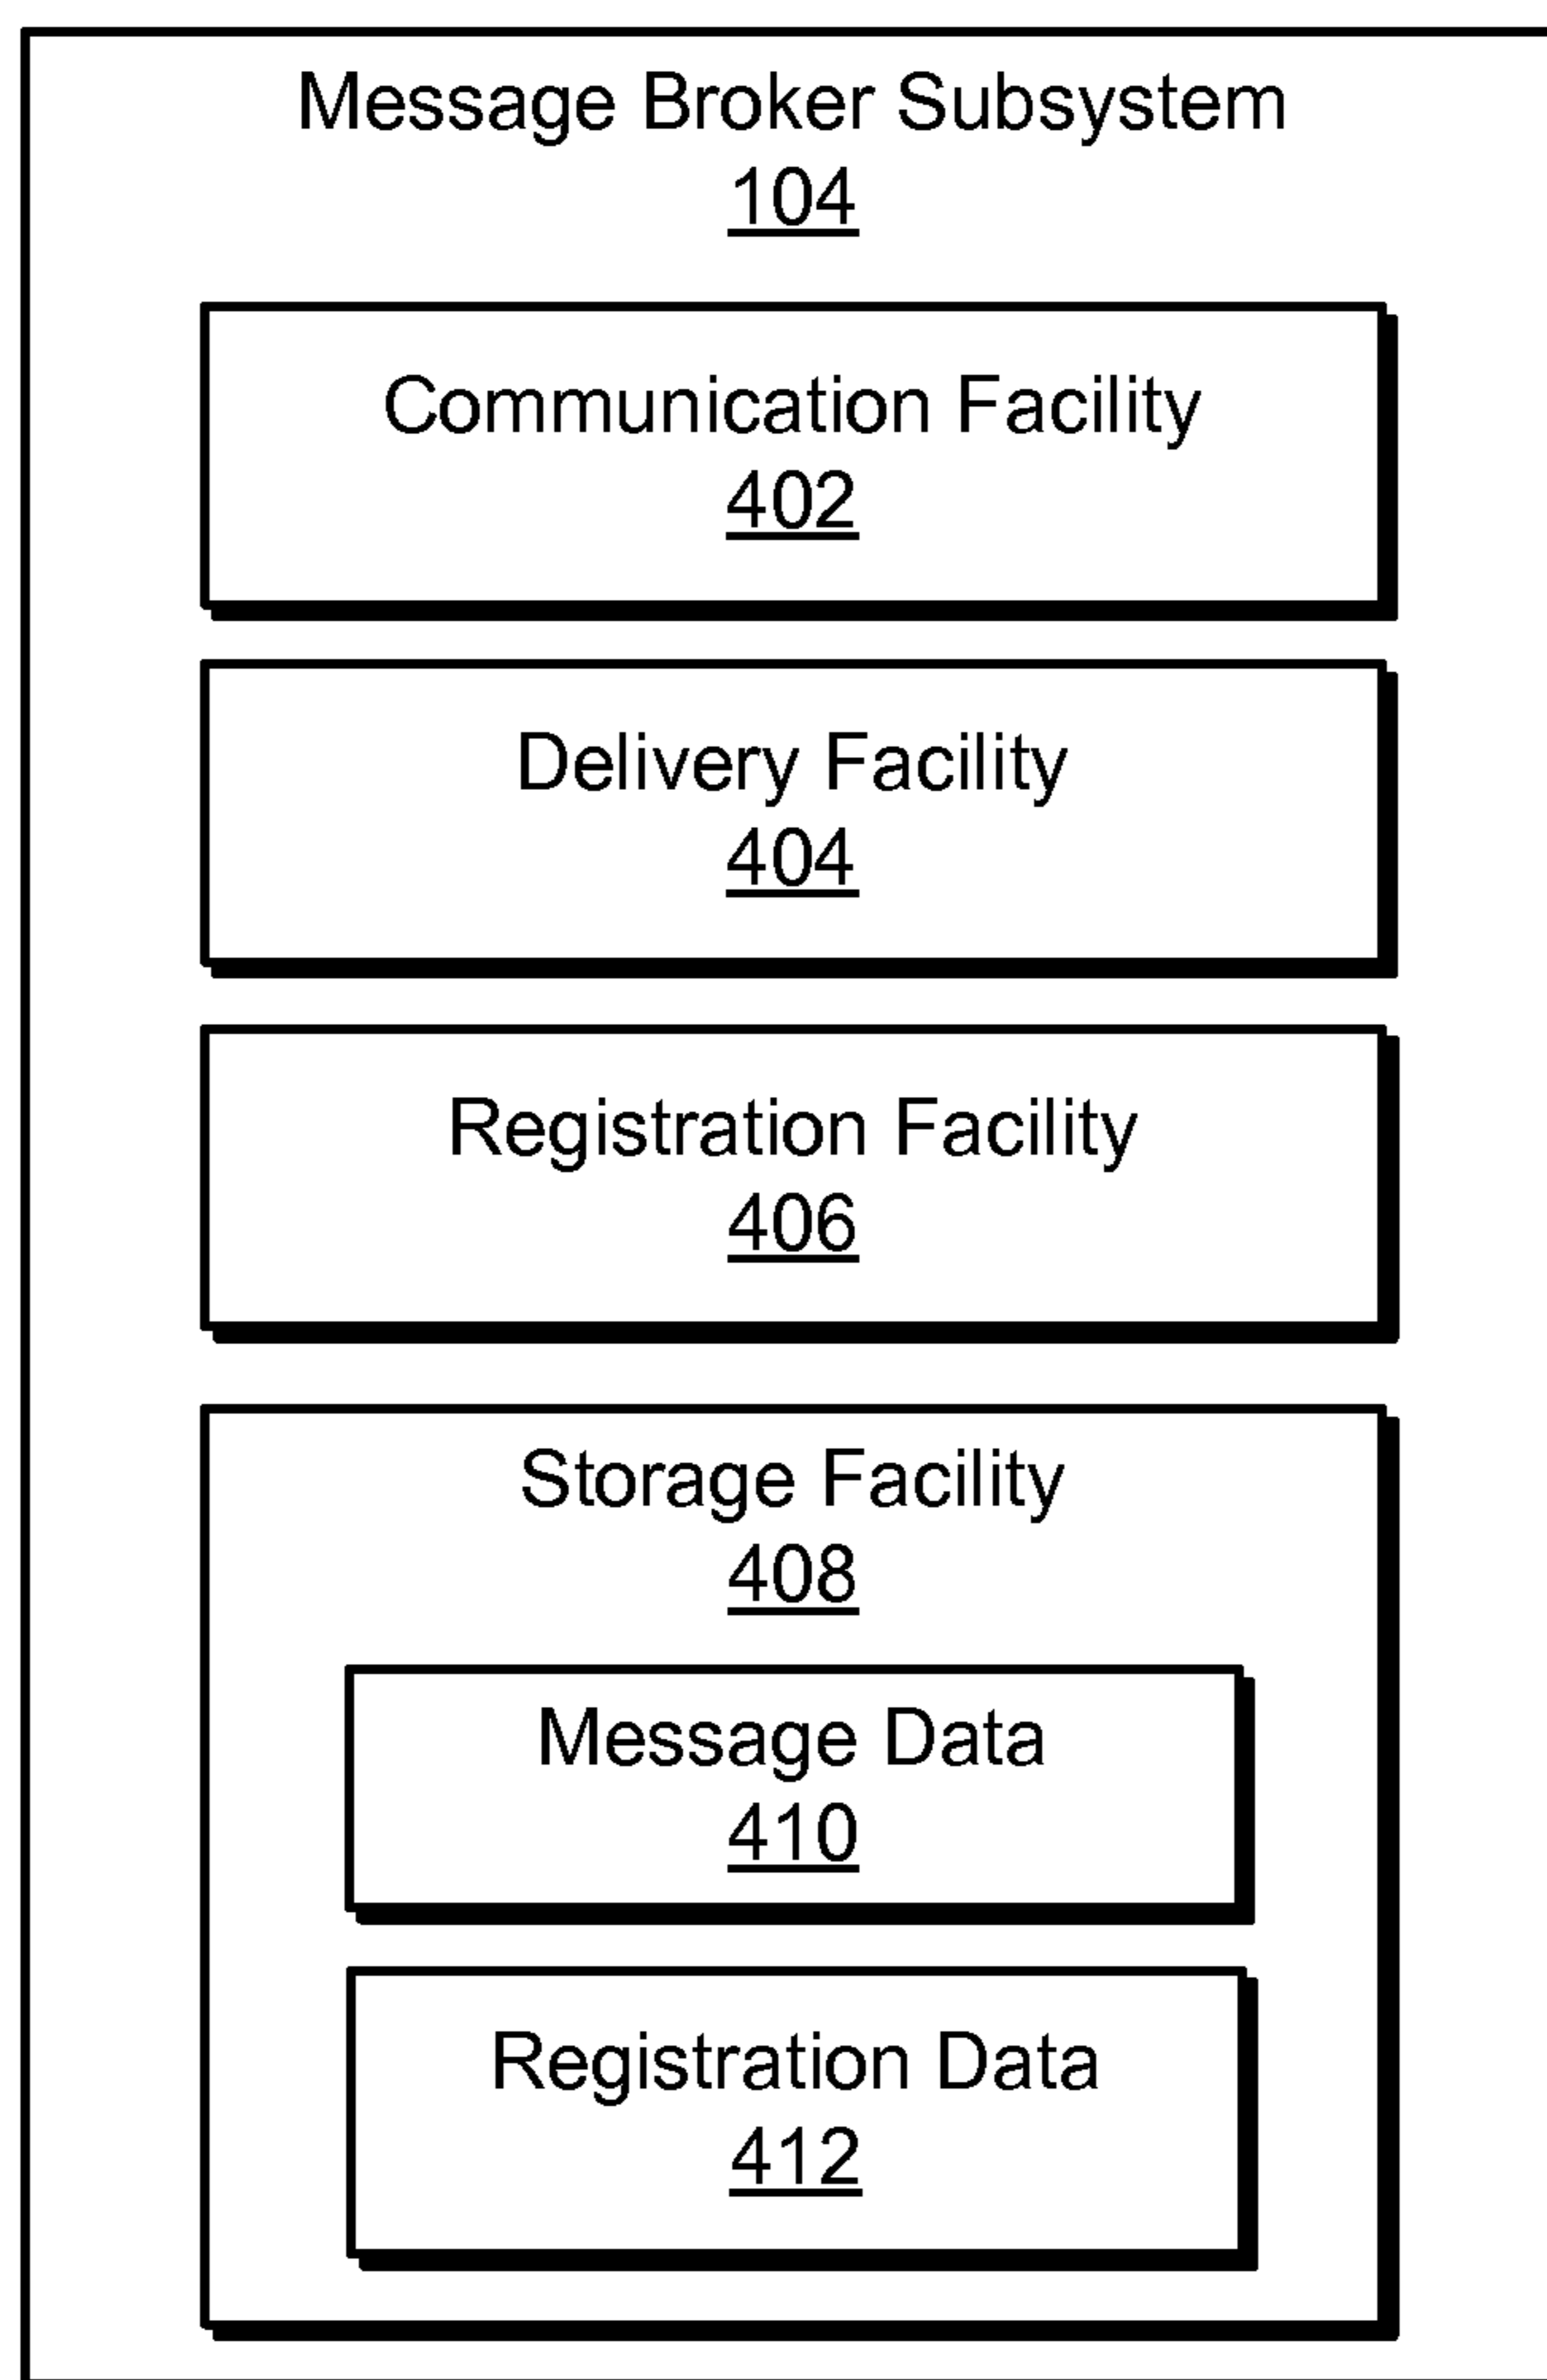 Message Broker Subsystem
104
Communication Facility
402
Delivery Facility
404
Registration Facility
406
Storage Facility
408
Message Data
410
Registration Data
412